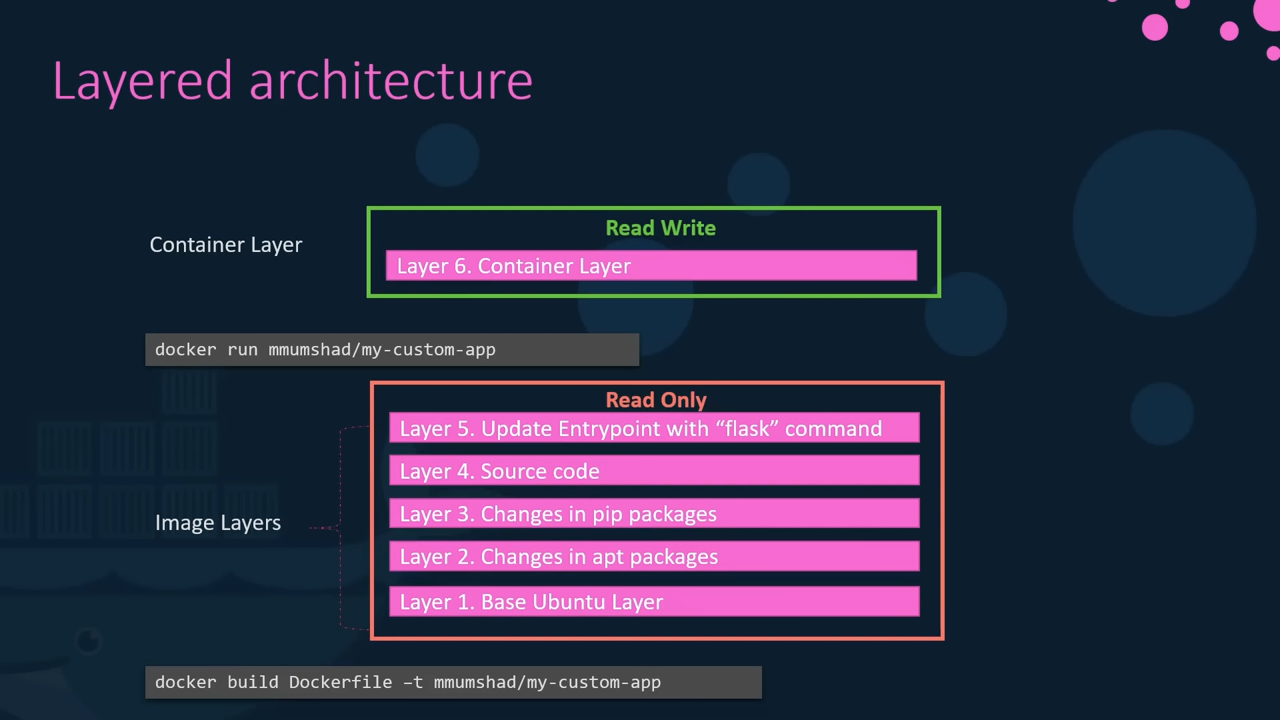 Layered architecture
Read Write
Container Layer
Layer 6. Container Layer
docker run mmumshad/my-custom-app
Read Only
Layer 5. Update Entrypoint with “flask” command
Layer 4. Source code
Layer 3. Changes in pip packages
Image Layers
Layer 2. Changes in apt packages
Layer 1. Base Ubuntu Layer
docker build Dockerfile –t mmumshad/my-custom-app